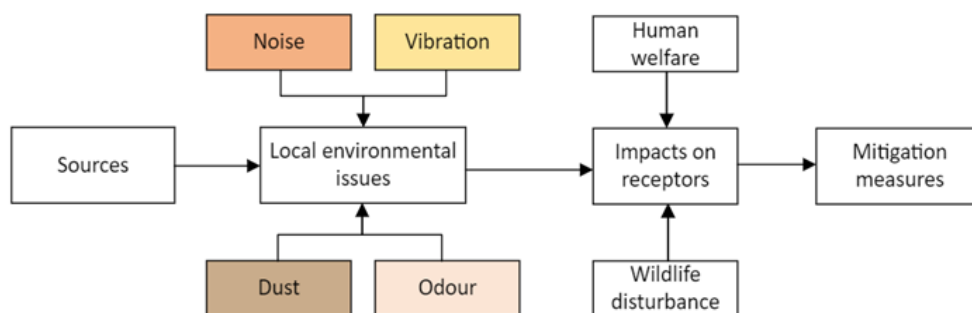 Noise
Vibration
Human
welfare
Sources
Local environmental
issues
Impacts on
receptors
Mitigation
measures
Dust
Odour
Wildlife
disturbance